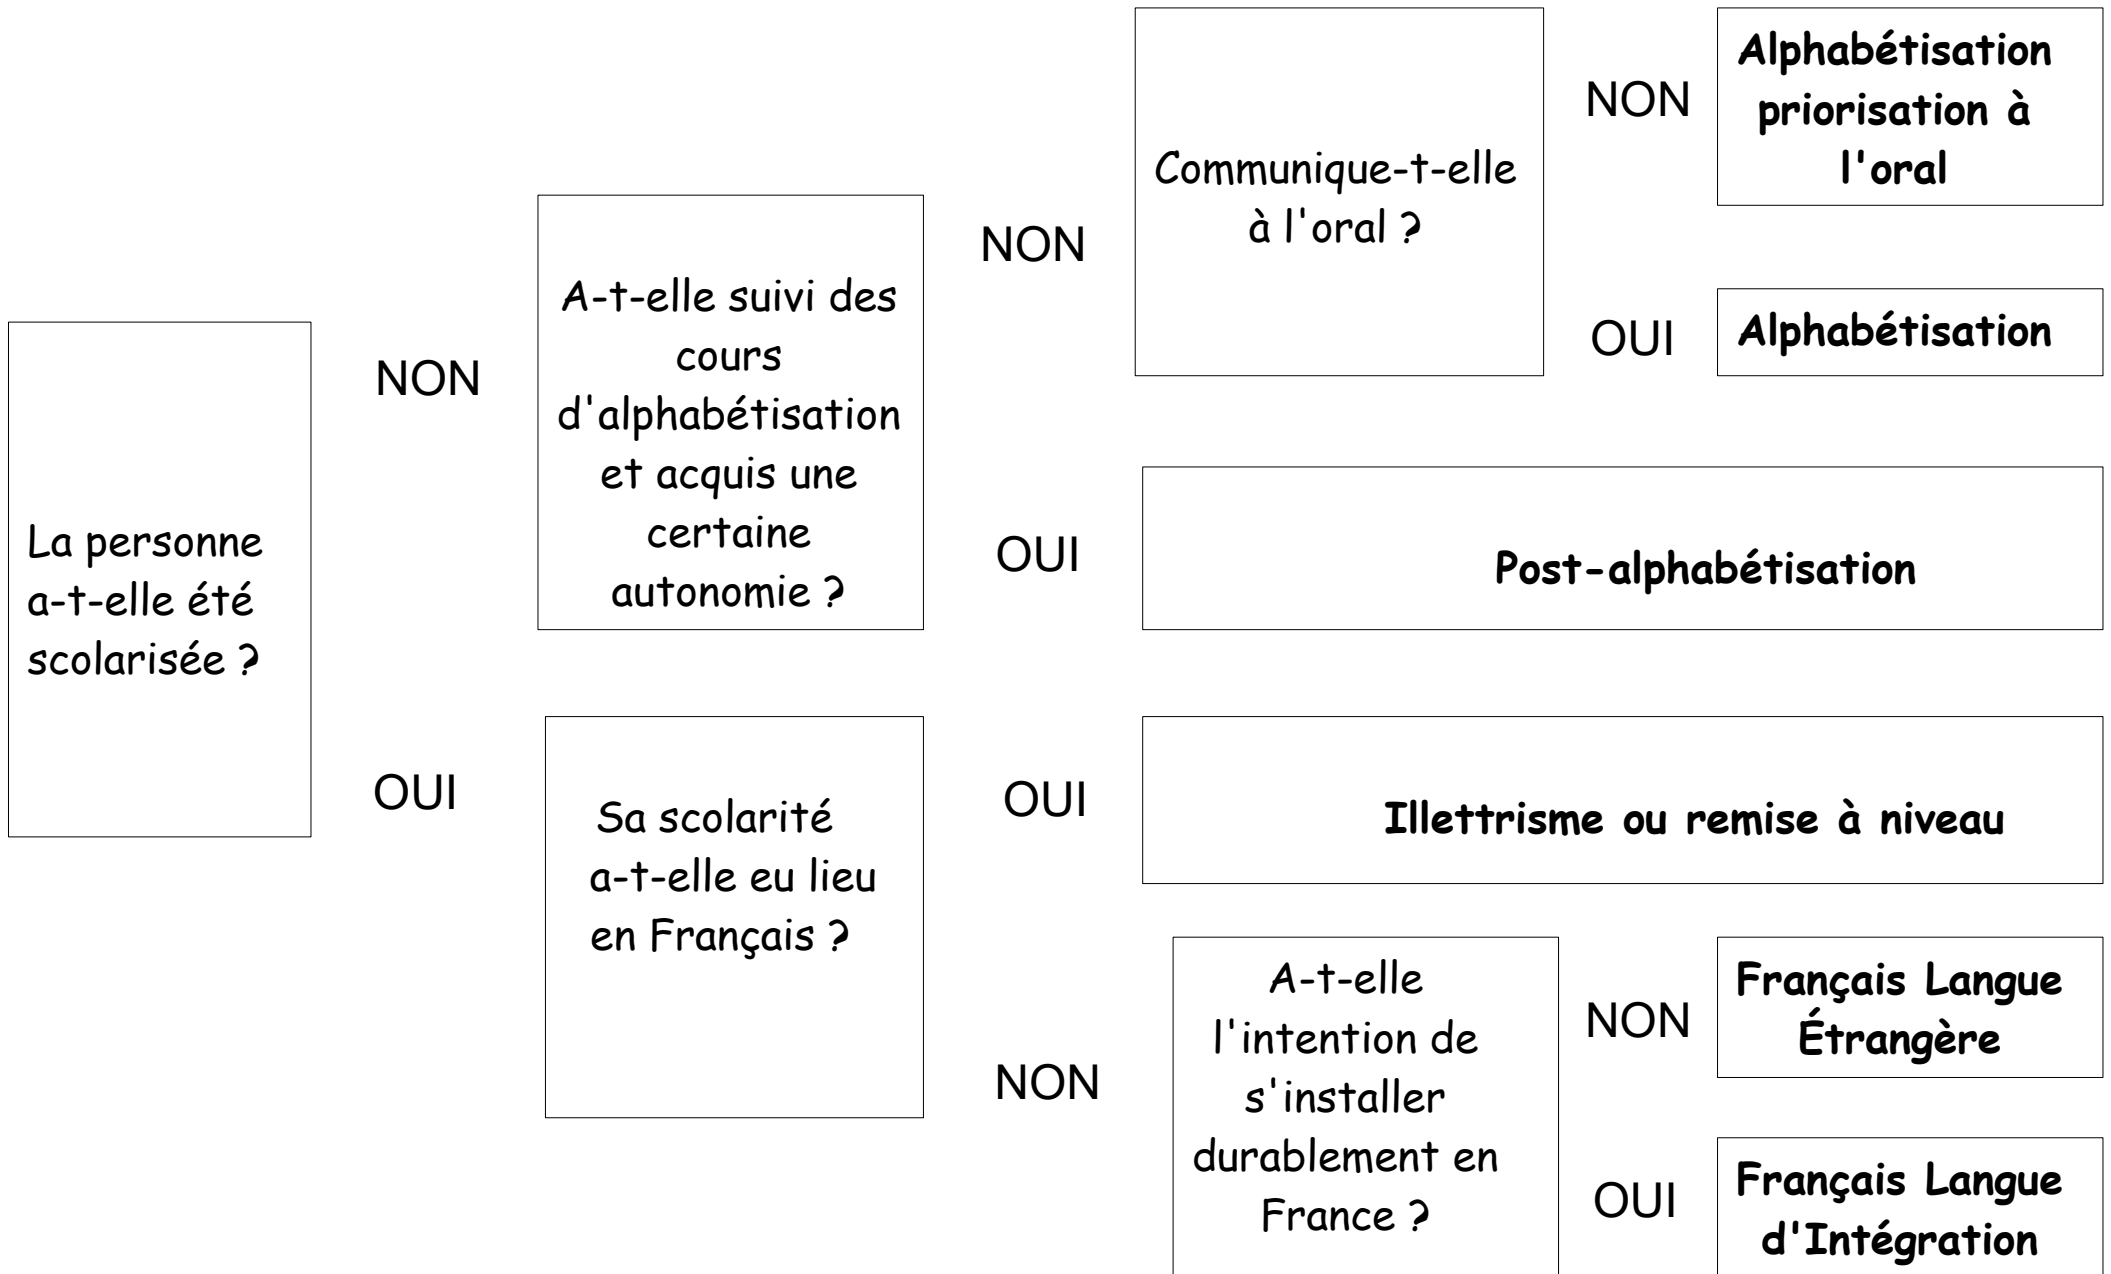 La personne
a-t-elle été
scolarisée ?
NON
A-t-elle suivi des
cours
d'alphabétisation
et acquis une
certaine
autonomie ?
NON
Communique-t-elle
à l'oral ?
NON
Alphabétisation
priorisation à
l'oral
OUI
Alphabétisation
OUI
Post-alphabétisation
OUI
Sa scolarité
a-t-elle eu lieu
en Français ?
OUI
Illettrisme ou remise à niveau
NON
A-t-elle
l'intention de
s'installer
durablement en
France ?
NON
Français Langue
Étrangère
OUI
Français Langue
d'Intégration